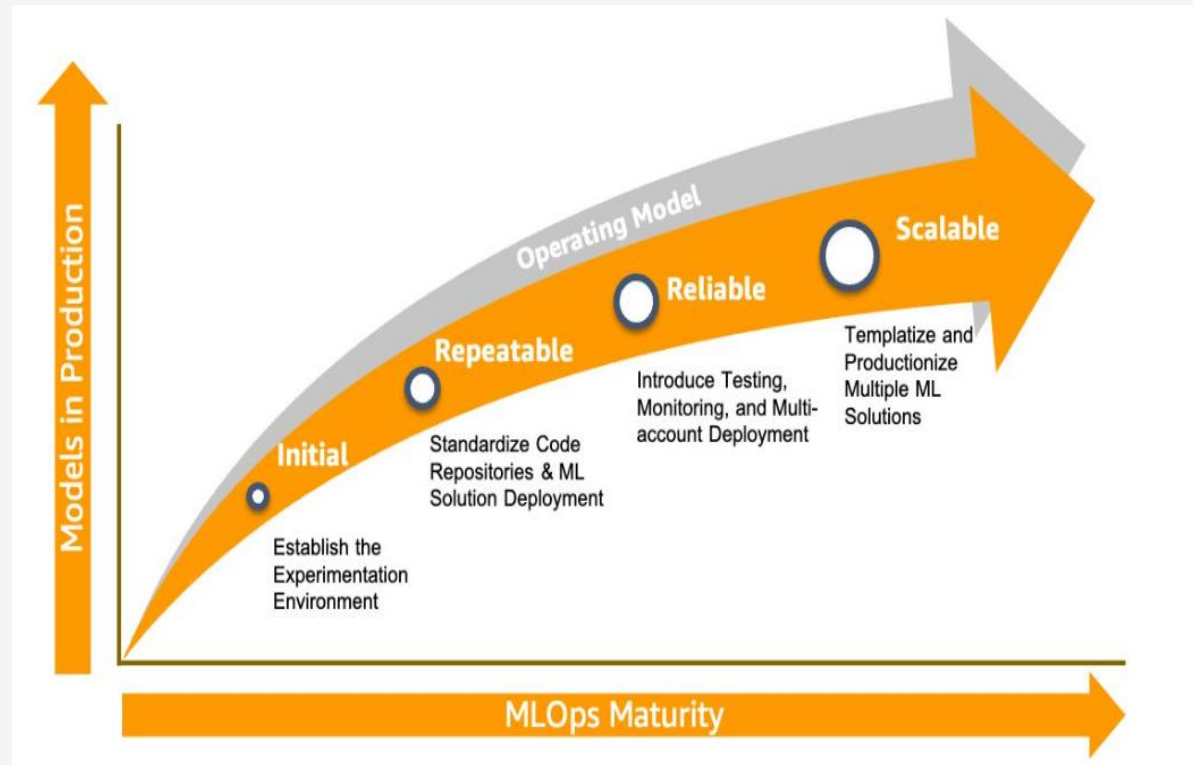 Models in Production
Operating Model
Scalable
Reliable
Templatize and
Productionize
Multiple ML
Solutions
Repeatable
Introduce Testing,
Monitoring, and Multi-
account Deployment
Initial
Standardize Code
Repositories & ML
Solution Deployment
Establish the
Experimentation
Environment
MLOps Maturity